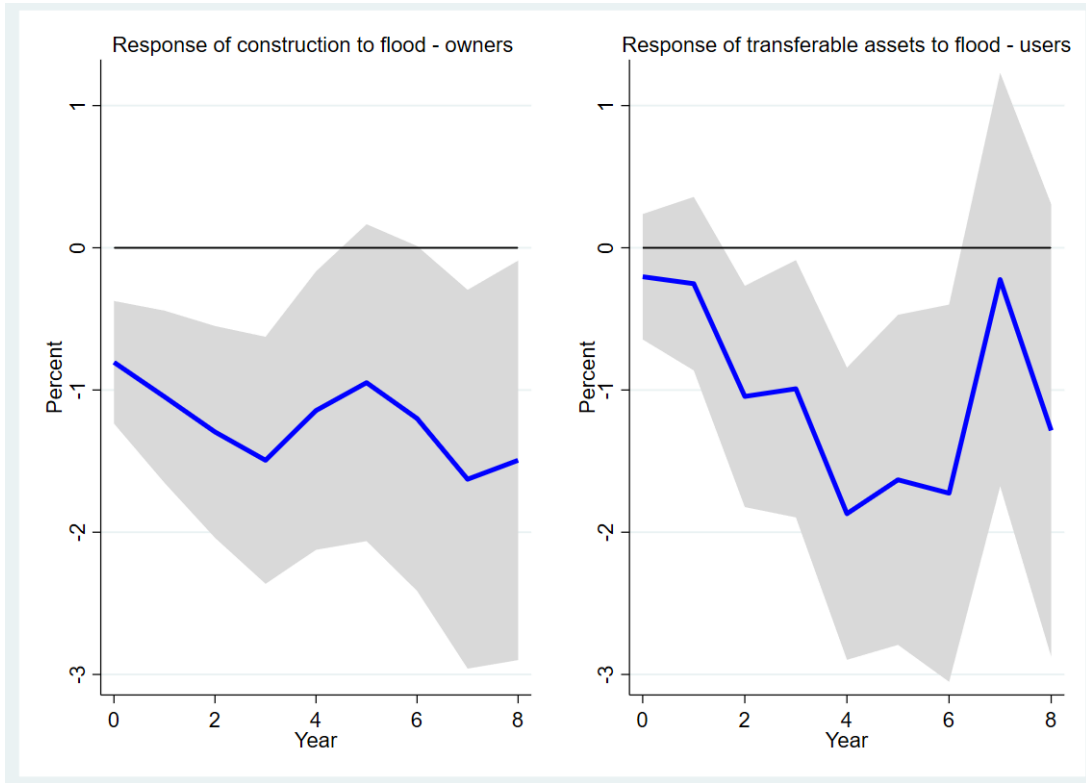 Response of construction to flood - owners
1
0
-1
-2
-3
Percent
0 2 4 6 8
Year
Response of transferable assets to flood - users
1
0
-1
-2
-3
Percent
0 2 4 6 8
Year